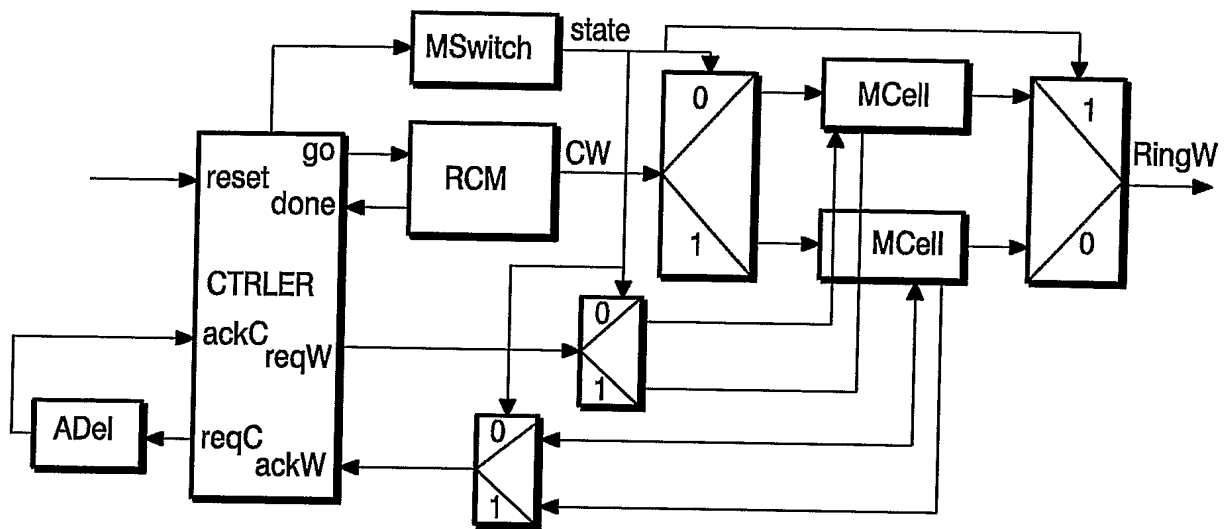 state
MSwitch
0
MCell
1
go
CW
RingW
reset
RCM
done
1
MCell
0
CTRLER
0
ackC
reqW
1
ADel
reqC
0
ackW
1